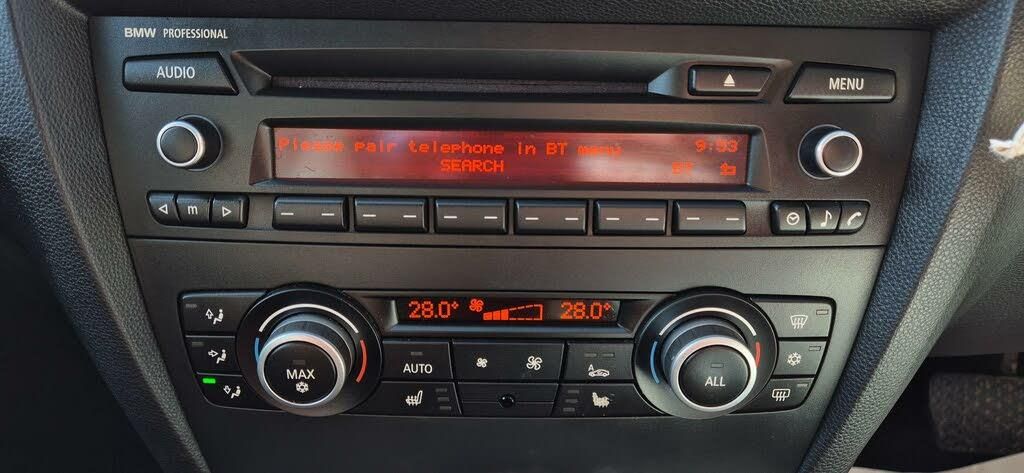 BMW PROFESSIONAL
AUDIO
MENU
Please pair telephone in BT menu 9:53
SEARCH BT
m
28.0° 28.0°
MAX
AUTO
A
ALL